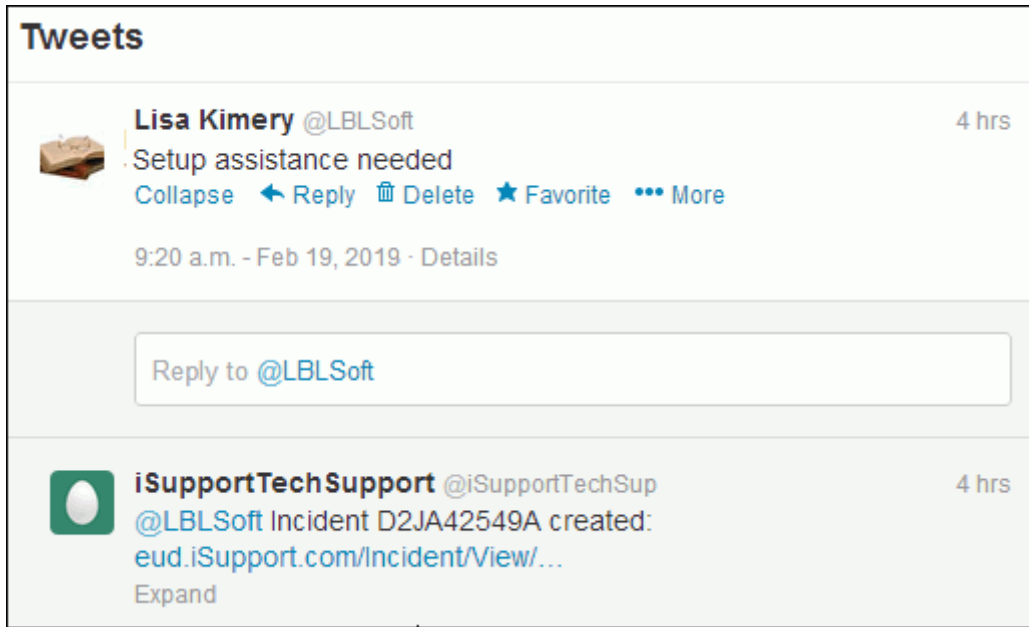 Tweets
Lisa Kimery @LBLSoft 4 hrs
Setup assistance needed
Collapse Reply Delete Favorite ••• More
9:20 a.m. - Feb 19, 2019 · Details
Reply to @LBLSoft
iSupportTechSupport @iSupportTechSup 4 hrs
@LBLSoft Incident D2JA42549A created:
eud.iSupport.com/Incident/View/...
Expand